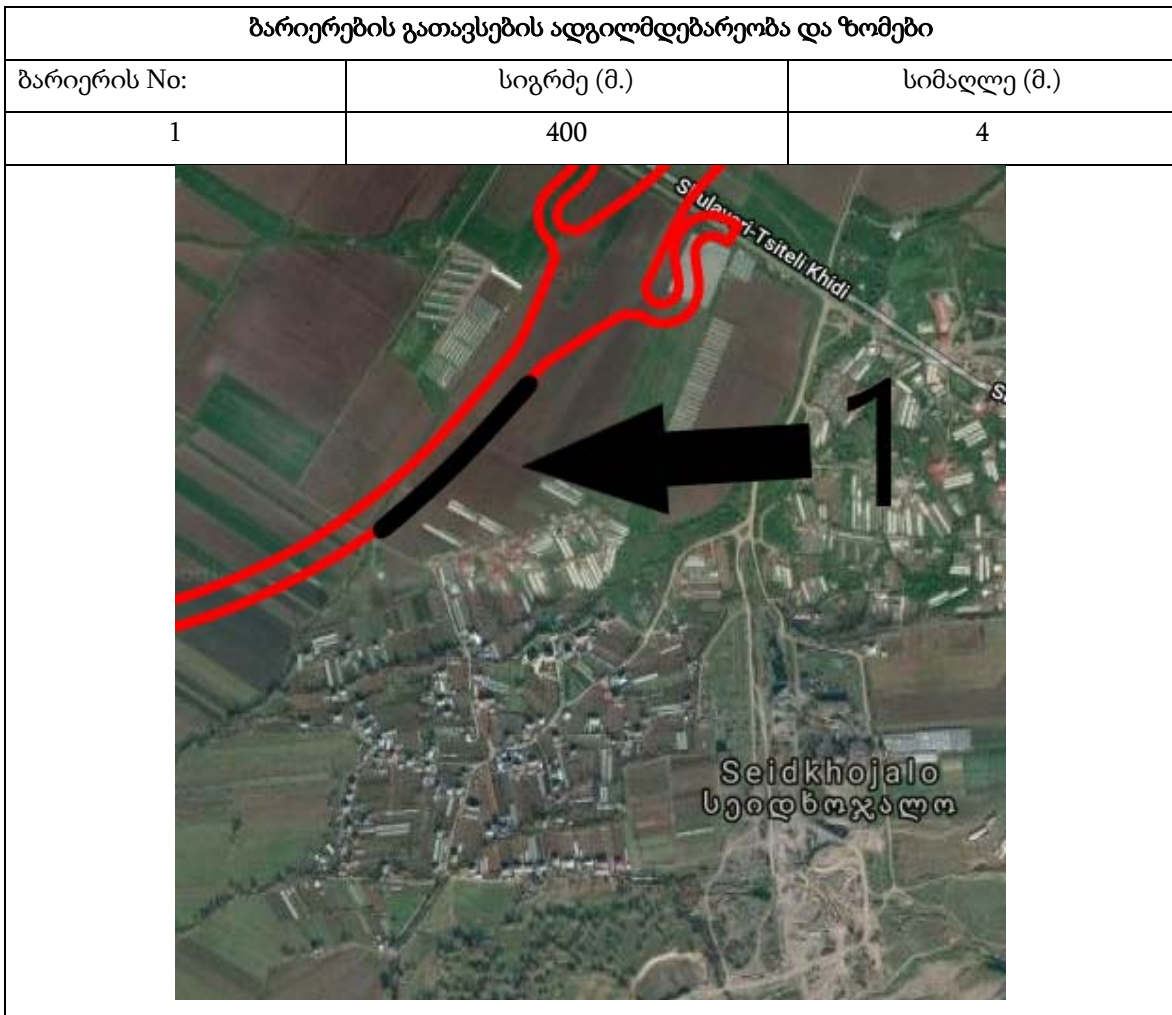 ბარიერების გათავსების ადგილმდებარეობა და ზომები
ბარიერის No: სიგრძე (მ.) სიმაღლე (მ.)
1 400 4
Shulaveri-Tsiteli Khidi
S
1
Seidkhojalo
სეიდხოჯალო